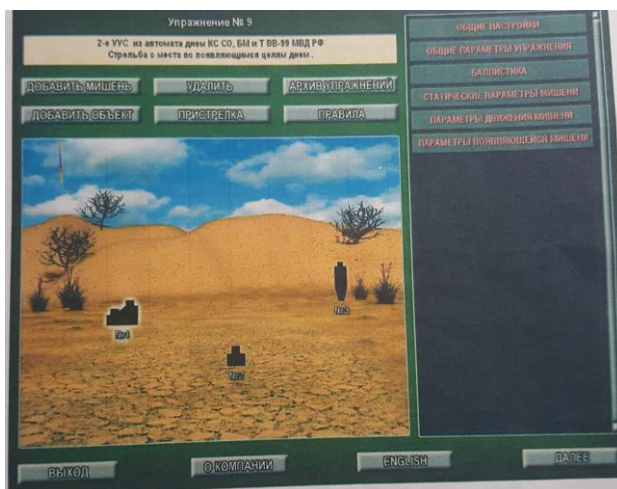 Упражнение № 9
2-е УУС из автомата днем КС СО, БМ и Т ВВ-99 МВД РФ
Стрельба с места по появляющимся целям днем .
ДОБАВИТЬ МИШЕНЬ
УДАЛИТЬ
АРХИВ УПРАЖНЕНИЙ
ДОБАВИТЬ ОБЪЕКТ
ПРИСТРЕЛКА
ПРАВИЛА
ОБЩИЕ НАСТРОЙКИ
ОБЩИЕ ПАРАМЕТРЫ УПРАЖНЕНИЯ
БАЛЛИСТИКА
СТАТИЧЕСКИЕ ПАРАМЕТРЫ МИШЕНИ
ПАРАМЕТРЫ ДВИЖЕНИЯ МИШЕНИ
ПАРАМЕТРЫ ПОЯВЛЯЮЩЕЙСЯ МИШЕНИ
№3
№1
№2
ВЫХОД
О КОМПАНИИ
ENGLISH
ДАЛЕЕ